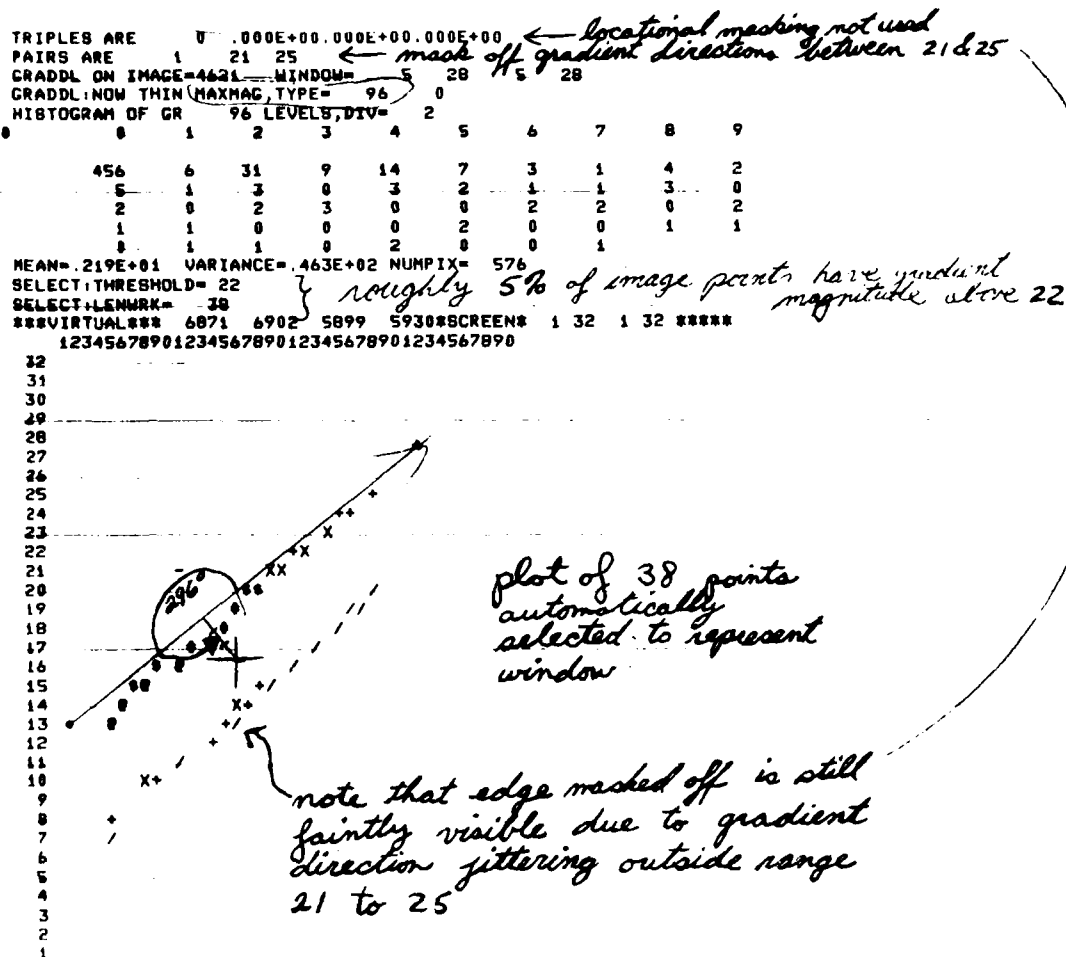 TRIPLES ARE 0 .000E+00.000E+00.000E+00 ← locational masking not used
PAIRS ARE 1 21 25 ← mask off gradient directions between 21 & 25
GRADDL ON IMAGE=4621 WINDOW= 5 28 5 28
GRADDL:NOW THIN MAXMAG,TYPE= 96 0
HISTOGRAM OF GR 96 LEVELS,DIV= 2
0 0 1 2 3 4 5 6 7 8 9
456 6 31 9 14 7 3 1 4 2
5 1 3 0 3 2 1 1 3 0
2 0 2 3 0 0 2 2 0 2
1 1 0 0 0 2 0 0 1 1
0 1 1 0 2 0 0 1
MEAN=.219E+01 VARIANCE=.463E+02 NUMPIX= 576
SELECT:THRESHOLD= 22
SELECT:LENWRK= 38
} roughly 5% of image points have gradient
magnitude above 22
***VIRTUAL*** 6871 6902 5899 5930*SCREEN* 1 32 1 32 *****
1234567890123456789012345678901234567890
32
31
30
29
28
27
26
25 +
24 ++
23 X
22 +X
21 - XX
20
19 //
18
17
16
15 +/
14 X+
13 +/
12 +
11 /
10 X+
9
8 +
7 /
6
5
4
3
2
1
296°
plot of 38 points
automatically
selected to represent
window
note that edge masked off is still
faintly visible due to gradient
direction jittering outside range
21 to 25